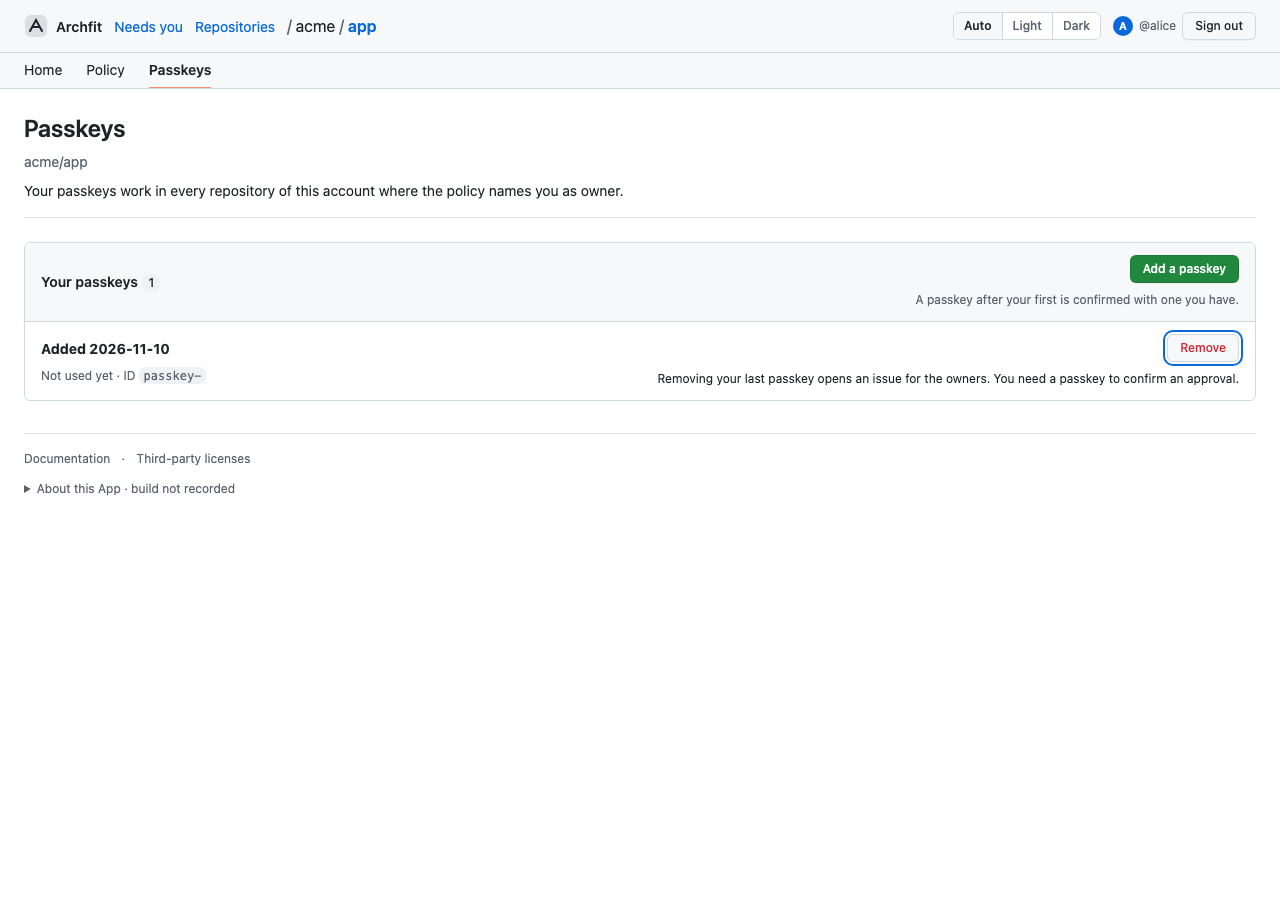 Archfit Needs you Repositories / acme / app Auto Light Dark A @alice Sign out
Home Policy Passkeys
Passkeys
acme/app
Your passkeys work in every repository of this account where the policy names you as owner.
Your passkeys 1
Add a passkey
A passkey after your first is confirmed with one you have.
Added 2026-11-10
Remove
Not used yet · ID passkey-
Removing your last passkey opens an issue for the owners. You need a passkey to confirm an approval.
Documentation · Third-party licenses
About this App · build not recorded